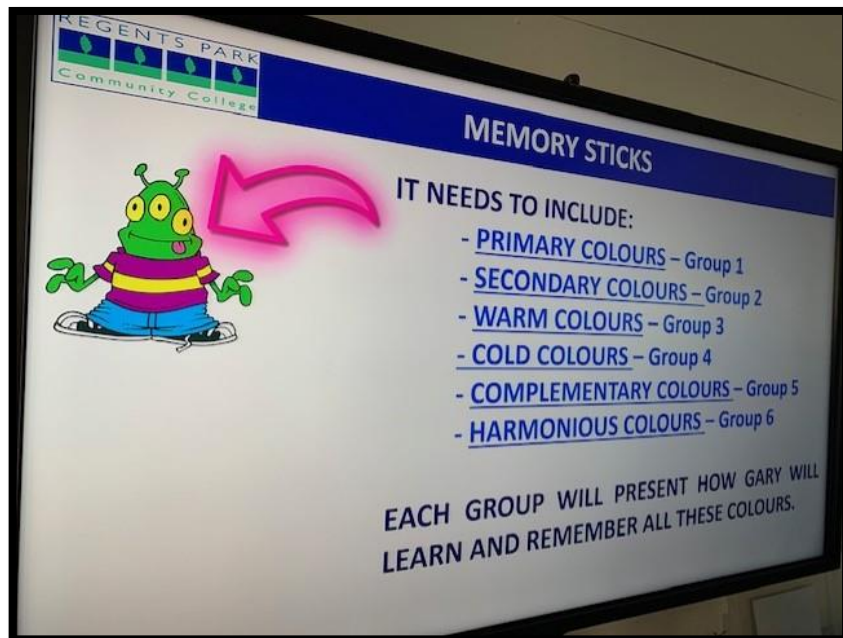 REGENTS PARK
Community College
MEMORY STICKS
IT NEEDS TO INCLUDE:
- PRIMARY COLOURS – Group 1
- SECONDARY COLOURS – Group 2
- WARM COLOURS – Group 3
- COLD COLOURS – Group 4
- COMPLEMENTARY COLOURS – Group 5
- HARMONIOUS COLOURS – Group 6
EACH GROUP WILL PRESENT HOW GARY WILL
LEARN AND REMEMBER ALL THESE COLOURS.